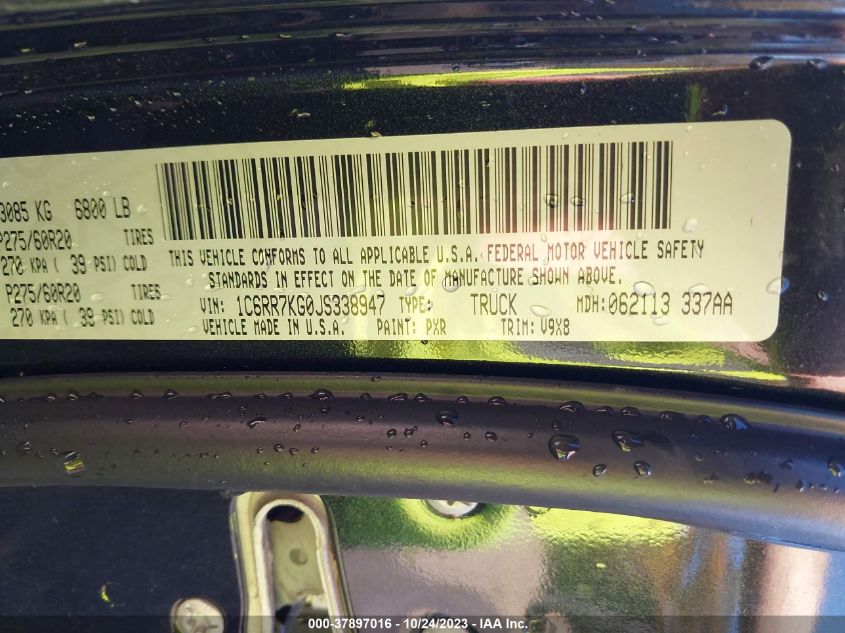 3085 KG 6800 LB
P275/60R20 TIRES
270 KPA ( 39 PSI) COLD
P275/60R20 TIRES
270 KPA ( 39 PSI) COLD
THIS VEHICLE CONFORMS TO ALL APPLICABLE U.S.A. FEDERAL MOTOR VEHICLE SAFETY
STANDARDS IN EFFECT ON THE DATE OF MANUFACTURE SHOWN ABOVE.
VIN: 1C6RR7KG0JS338947 TYPE: TRUCK MDH:062113 337AA
VEHICLE MADE IN U.S.A. PAINT: PXR TRIM: V9X8
000-37897016 - 10/24/2023 - IAA Inc.